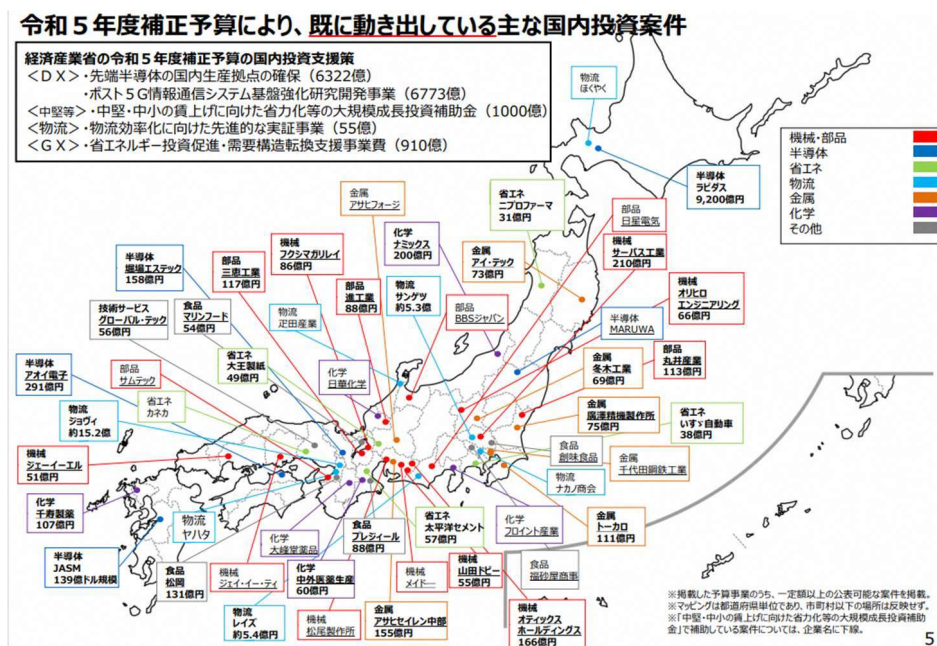 令和５年度補正予算により、既に動き出している主な国内投資案件
経済産業省の令和５年度補正予算の国内投資支援策
＜ＤＸ＞・先端半導体の国内生産拠点の確保（6322億）
・ポスト５Ｇ情報通信システム基盤強化研究開発事業（6773億）
＜中堅等＞・中堅・中小の賃上げに向けた省力化等の大規模成長投資補助金（1000億）
＜物流＞・物流効率化に向けた先進的な実証事業（55億）
＜ＧＸ＞・省エネルギー投資促進・需要構造転換支援事業費（910億）
物流
ほくやく
機械・部品
半導体
省エネ
物流
金属
化学
その他
半導体
ラピダス
9,200億円
金属
アサヒフォージ
省エネ
ニプロファーマ
31億円
部品
日星電気
化学
ナミックス
200億円
機械
サーパス工業
210億円
機械
フクシマガリレイ
86億円
金属
アイ・テック
73億円
半導体
堀場エステック
158億円
部品
三恵工業
117億円
部品
進工業
88億円
物流
サンゲツ
約5.3億
機械
オリヒロ
エンジニアリング
66億円
技術サービス
グローバル・テック
56億円
食品
マリンフード
54億円
物流
疋田産業
部品
BBSジャパン
半導体
MARUWA
部品
丸井産業
113億円
金属
冬木工業
69億円
省エネ
大王製紙
49億円
半導体
アオイ電子
291億円
部品
サムテック
化学
日華化学
金属
廣澤精機製作所
75億円
省エネ
いすゞ自動車
38億円
省エネ
カネカ
物流
ジョヴィ
約15.2億
食品
創味食品
金属
千代田鋼鉄工業
機械
ジェーイーエル
51億円
物流
ナカノ商会
化学
千寿製薬
107億円
物流
ヤハタ
省エネ
太平洋セメント
57億円
金属
トーカロ
111億円
化学
フロイント産業
食品
プレジィール
88億円
化学
大峰堂薬品
半導体
JASM
139億ドル規模
食品
松岡
131億円
機械
ジェイ・イー・ティ
化学
中外医薬生産
60億円
機械
メイドー
機械
山田ドビー
55億円
食品
福砂屋商事
物流
レイズ
約5.4億円
機械
松尾製作所
金属
アサヒセイレン中部
155億円
機械
オティックス
ホールディングス
166億円
※掲載した予算事業のうち、一定額以上の公表可能な案件を掲載。
※マッピングは都道府県単位であり、市町村以下の場所は反映せず。
※「中堅・中小の賃上げに向けた省力化等の大規模成長投資補助
金」で補助している案件については、企業名に下線。
5